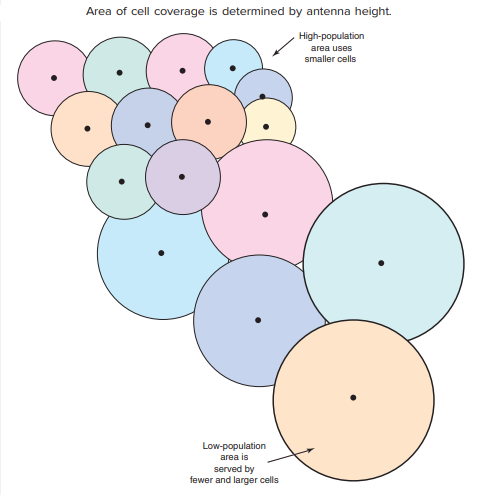 Area of cell coverage is determined by antenna height.
High-population
area uses
smaller cells
Low-population
area is
served by
fewer and larger cells